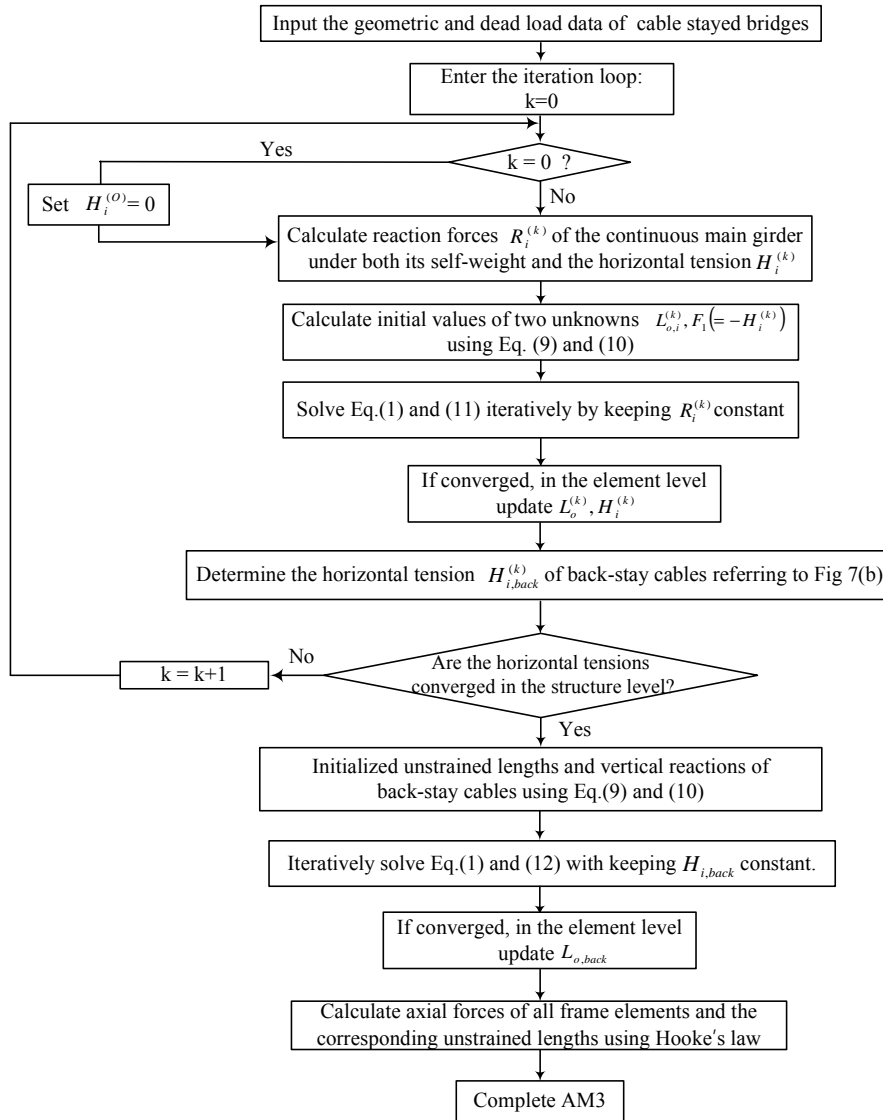 Input the geometric and dead load data of cable stayed bridges
Enter the iteration loop:
k=0
Yes
k = 0 ?
No
Set H_i^{(O)} = 0
Calculate reaction forces R_i^{(k)} of the continuous main girder
under both its self-weight and the horizontal tension H_i^{(k)}
Calculate initial values of two unknowns L_{o,i}^{(k)}, F_1(= −H_i^{(k)})
using Eq. (9) and (10)
Solve Eq.(1) and (11) iteratively by keeping R_i^{(k)} constant
If converged, in the element level
update L_o^{(k)}, H_i^{(k)}
Determine the horizontal tension H_{i,back}^{(k)} of back-stay cables referring to Fig 7(b)
Are the horizontal tensions
converged in the structure level?
No
k = k+1
Yes
Initialized unstrained lengths and vertical reactions of
back-stay cables using Eq.(9) and (10)
Iteratively solve Eq.(1) and (12) with keeping H_{i,back} constant.
If converged, in the element level
update L_{o,back}
Calculate axial forces of all frame elements and the
corresponding unstrained lengths using Hooke's law
Complete AM3